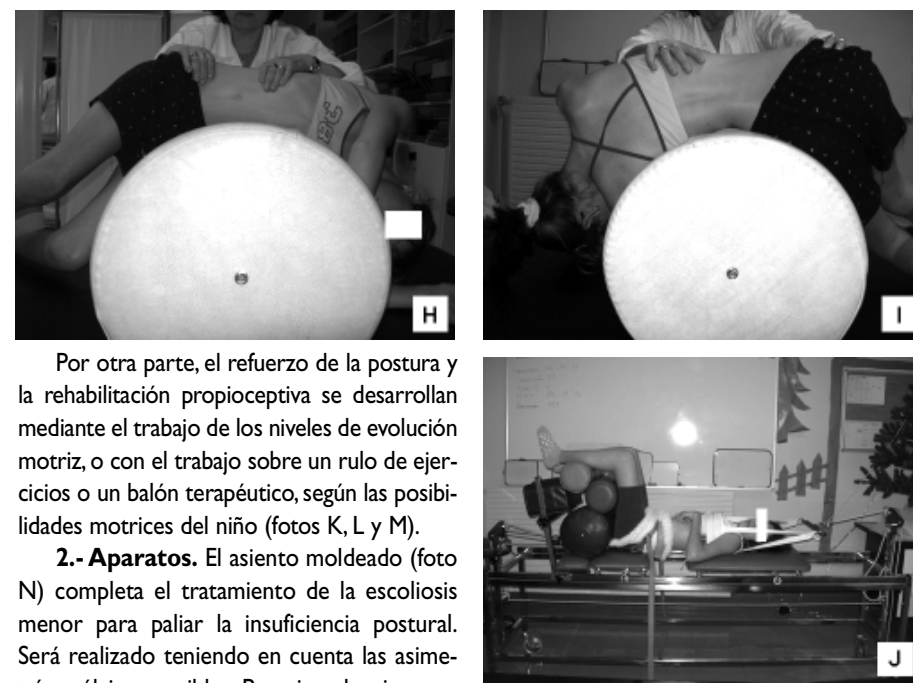 H
I
Por otra parte, el refuerzo de la postura y
la rehabilitación propioceptiva se desarrollan
mediante el trabajo de los niveles de evolución
motriz, o con el trabajo sobre un rulo de ejer-
cicios o un balón terapéutico, según las posibi-
lidades motrices del niño (fotos K, L y M).
2.- Aparatos. El asiento moldeado (foto
N) completa el tratamiento de la escoliosis
menor para paliar la insuficiencia postural.
Será realizado teniendo en cuenta las asime-
J